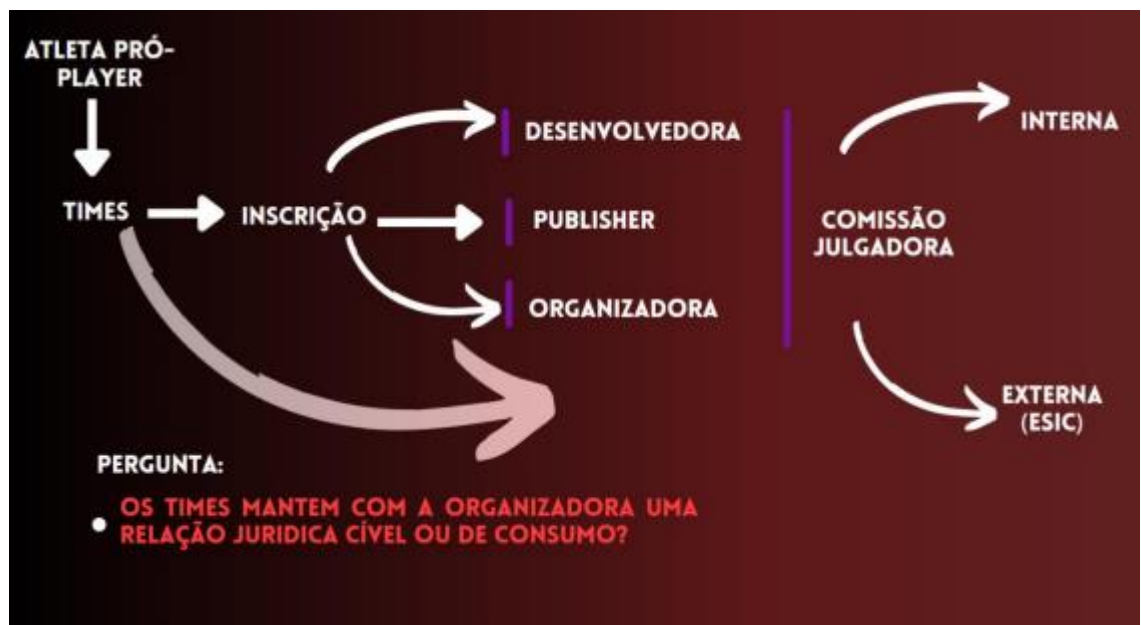 ATLETA PRÓ-
PLAYER
TIMES
INSCRIÇÃO
DESENVOLVEDORA
PUBLISHER
ORGANIZADORA
COMISSÃO
JULGADORA
INTERNA
EXTERNA
(ESIC)
PERGUNTA:
OS TIMES MANTEM COM A ORGANIZADORA UMA
RELAÇÃO JURIDICA CÍVEL OU DE CONSUMO?